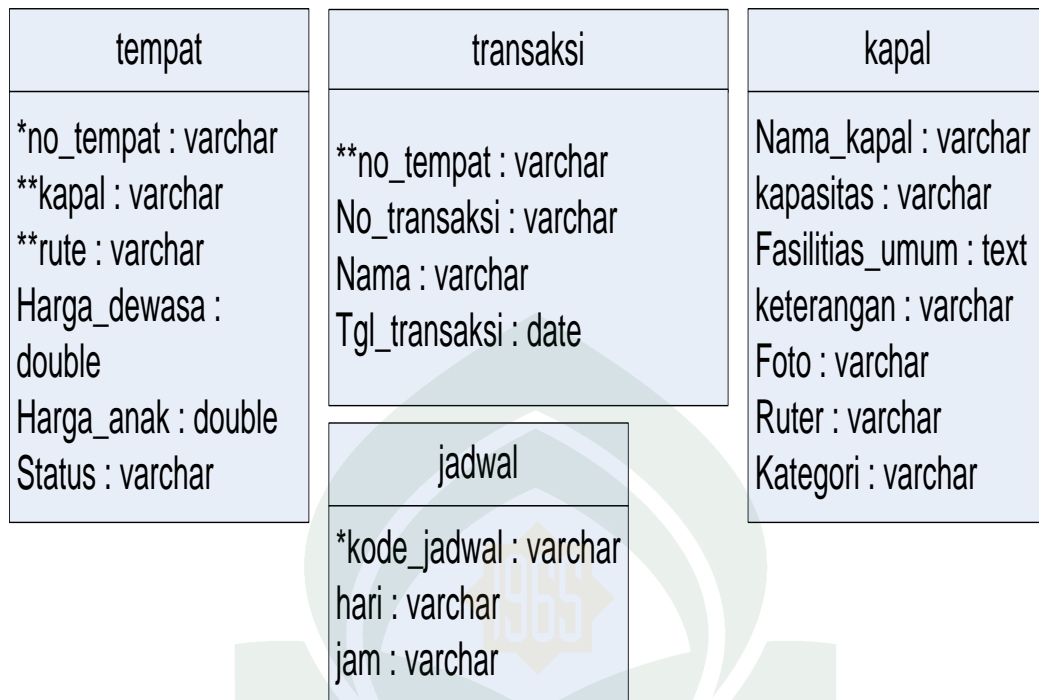 tempat
*no_tempat : varchar
**kapal : varchar
**rute : varchar
Harga_dewasa :
double
Harga_anak : double
Status : varchar
transaksi
**no_tempat : varchar
No_transaksi : varchar
Nama : varchar
Tgl_transaksi : date
kapal
Nama_kapal : varchar
kapasitas : varchar
Fasilitias_umum : text
keterangan : varchar
Foto : varchar
Ruter : varchar
Kategori : varchar
jadwal
*kode_jadwal : varchar
hari : varchar
jam : varchar
1965